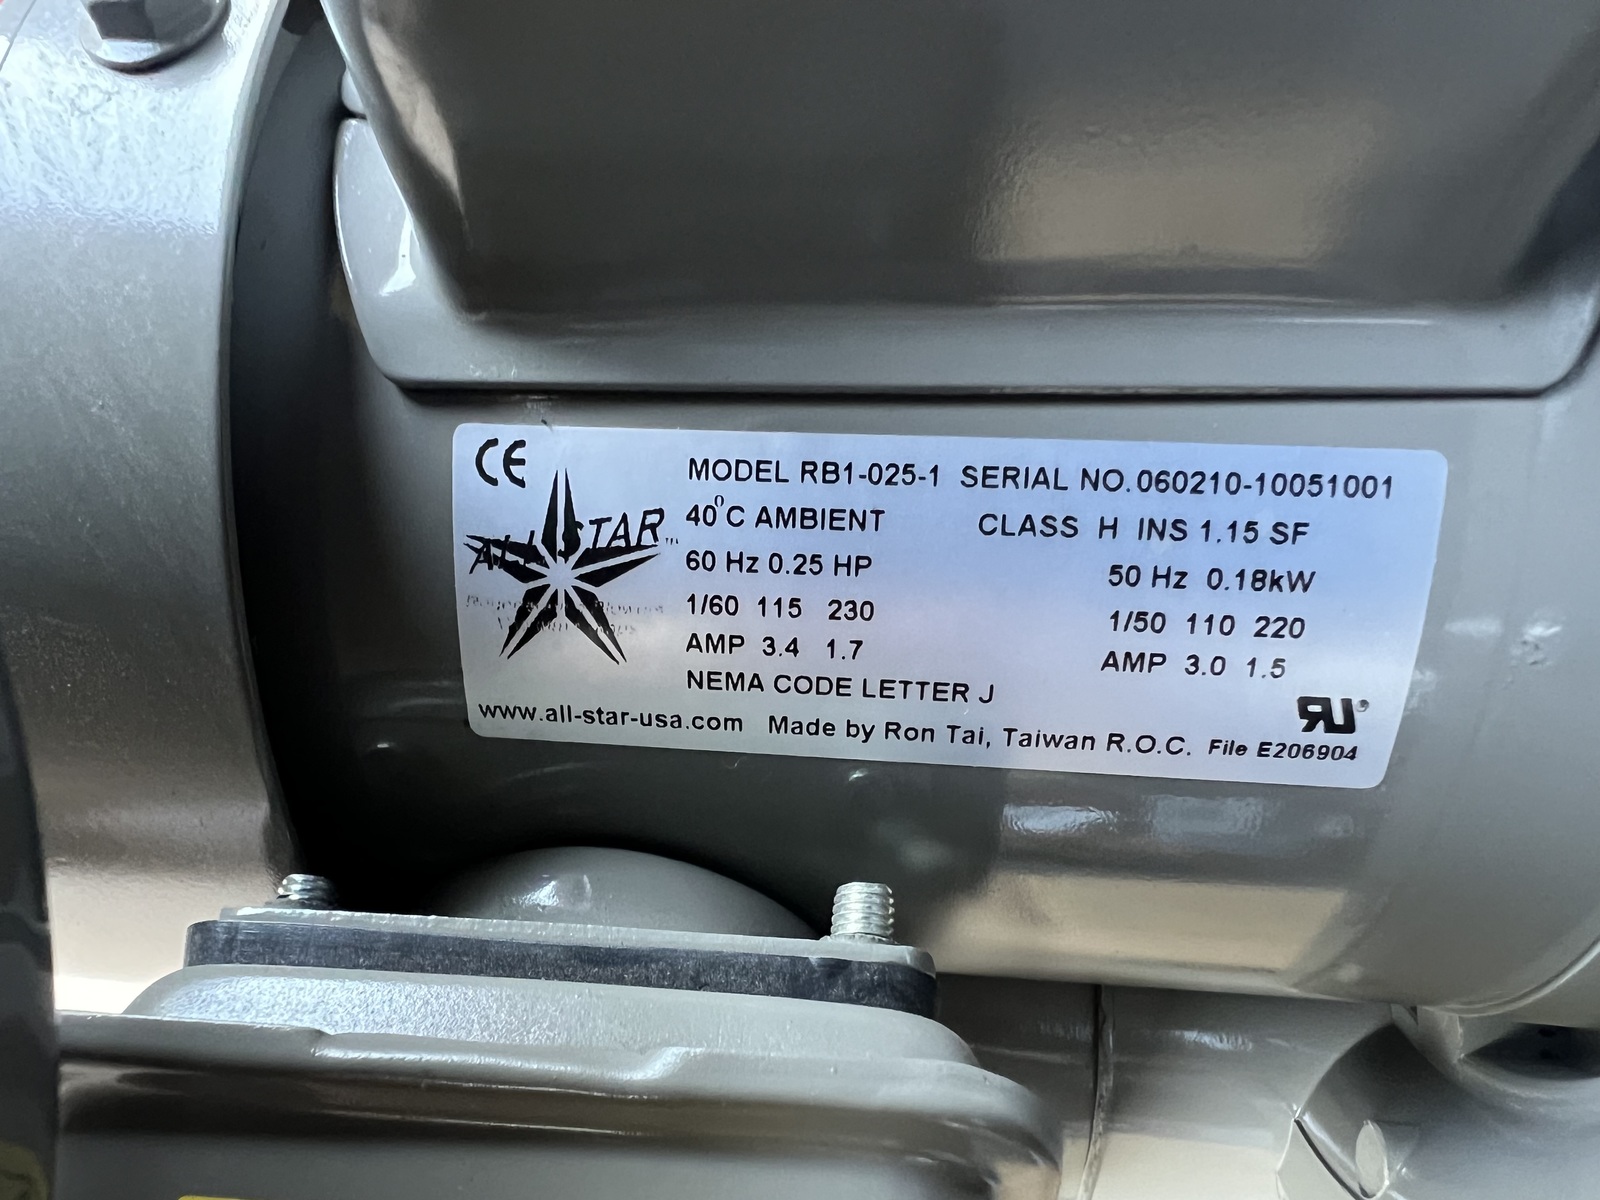 CE
ALL STAR
MODEL RB1-025-1 SERIAL NO. 060210-10051001
40°C AMBIENT CLASS H INS 1.15 SF
60 Hz 0.25 HP 50 Hz 0.18kW
1/60 115 230 1/50 110 220
AMP 3.4 1.7 AMP 3.0 1.5
NEMA CODE LETTER J
www.all-star-usa.com Made by Ron Tai, Taiwan R.O.C. File E206904